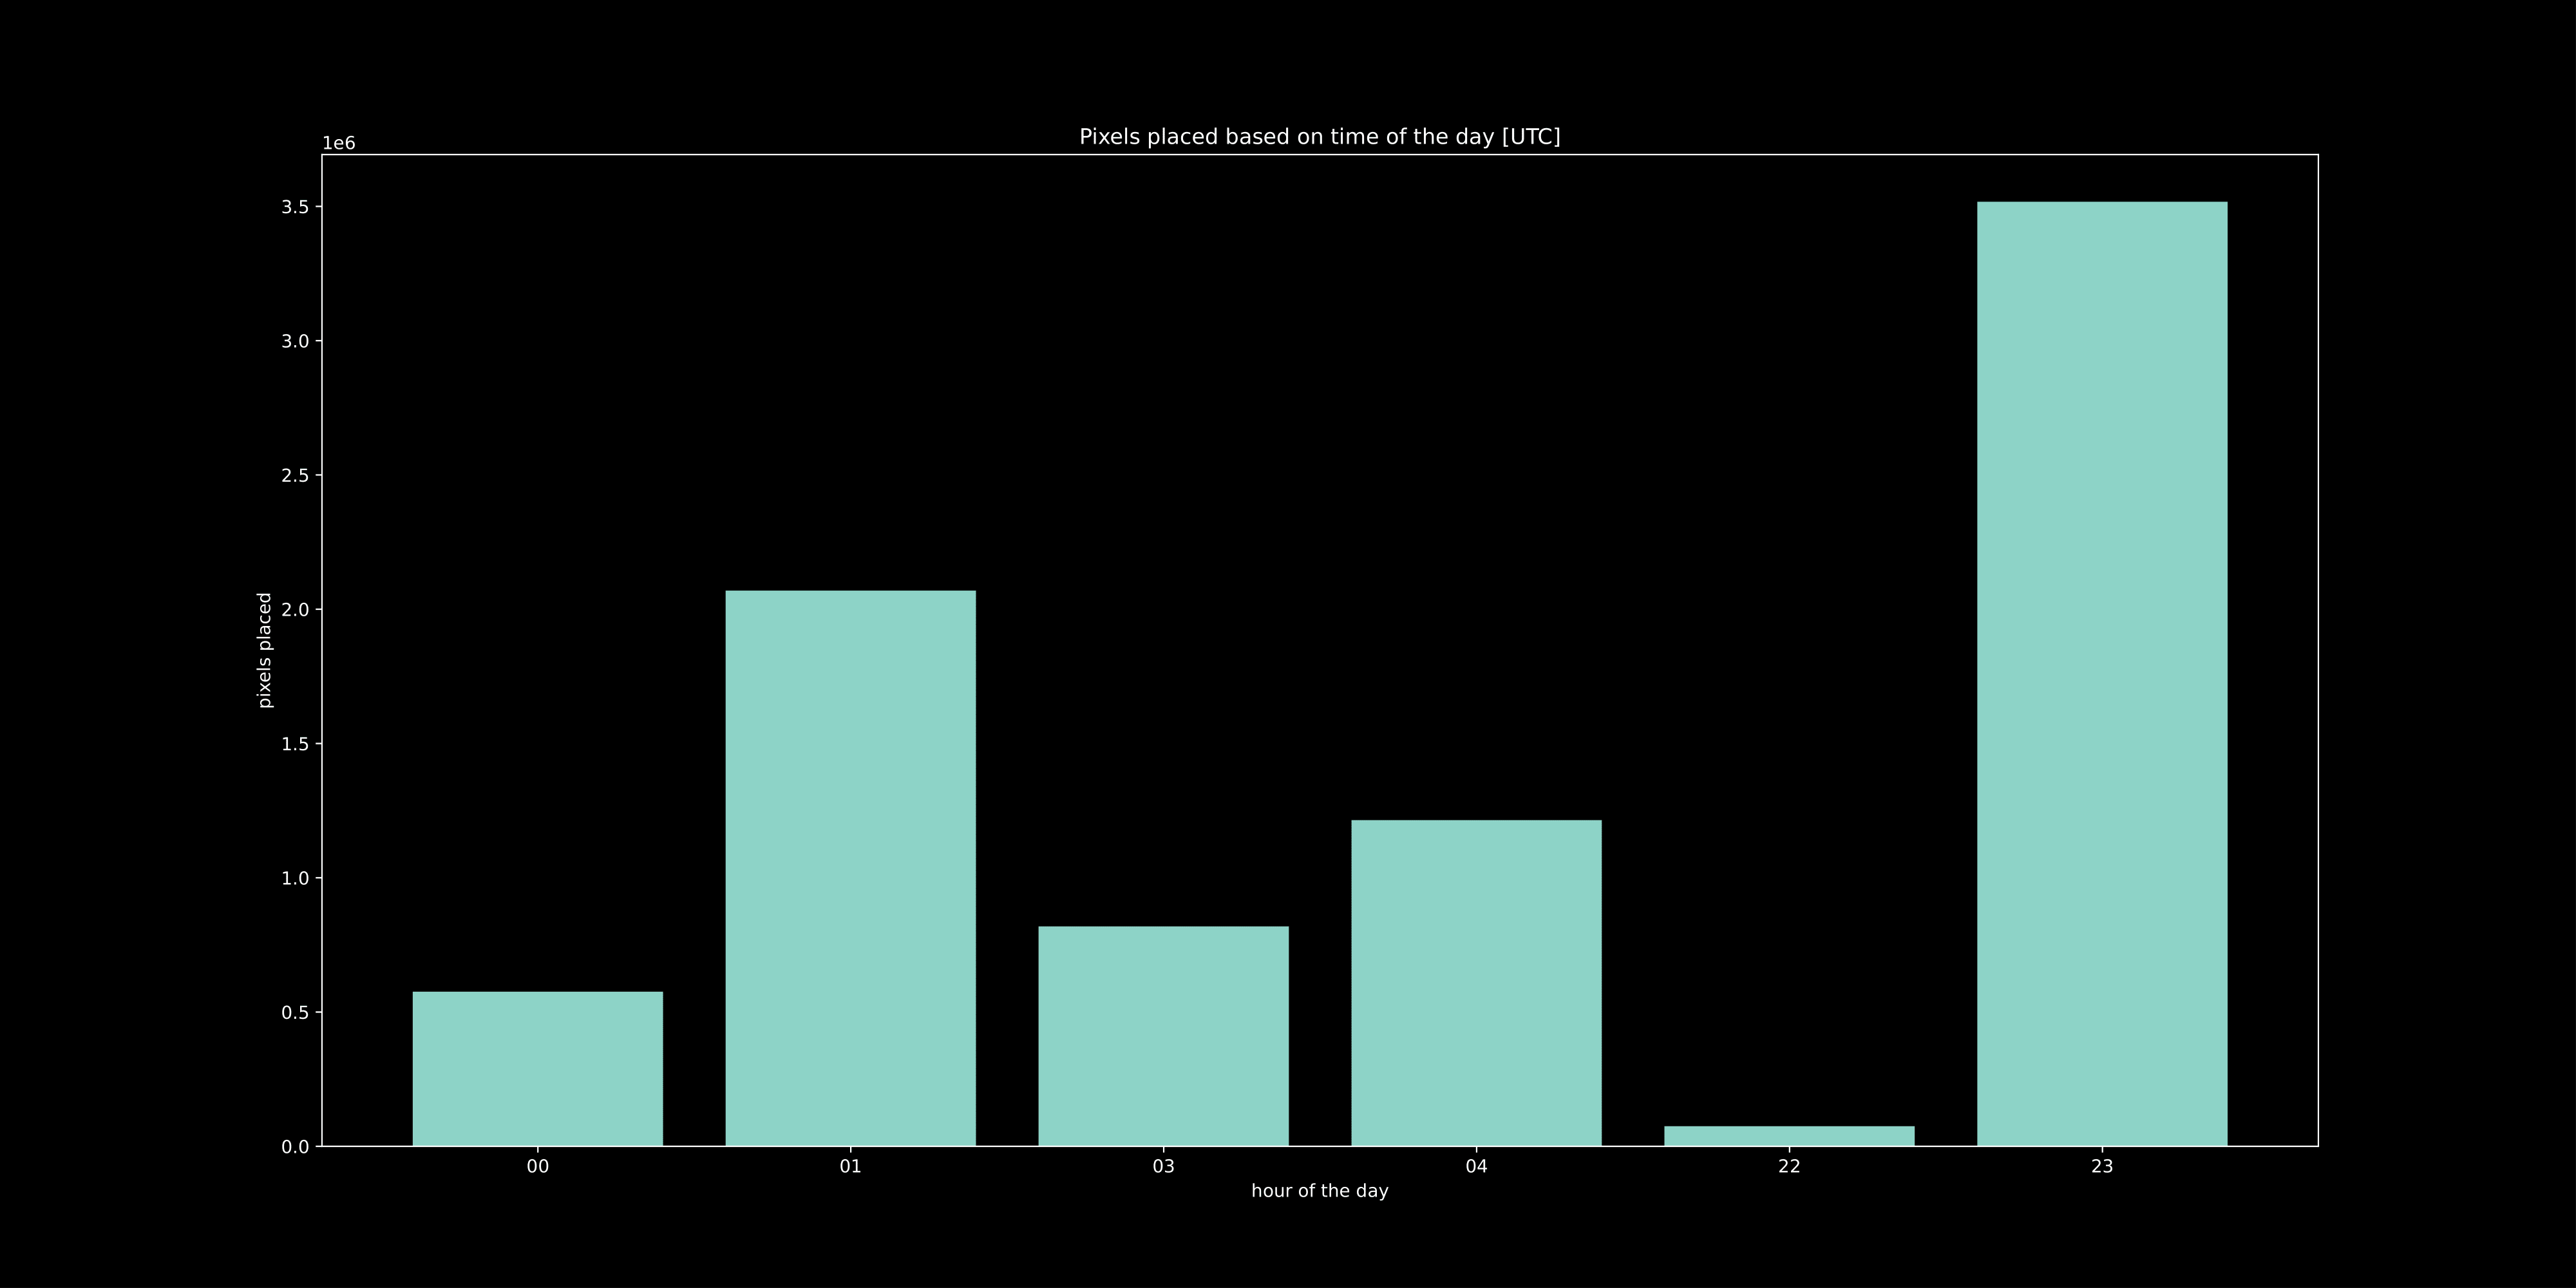 Pixels placed based on time of the day [UTC]
1e6
3.5
3.0
2.5
2.0
1.5
1.0
0.5
0.0
pixels placed
00 01 03 04 22 23
hour of the day